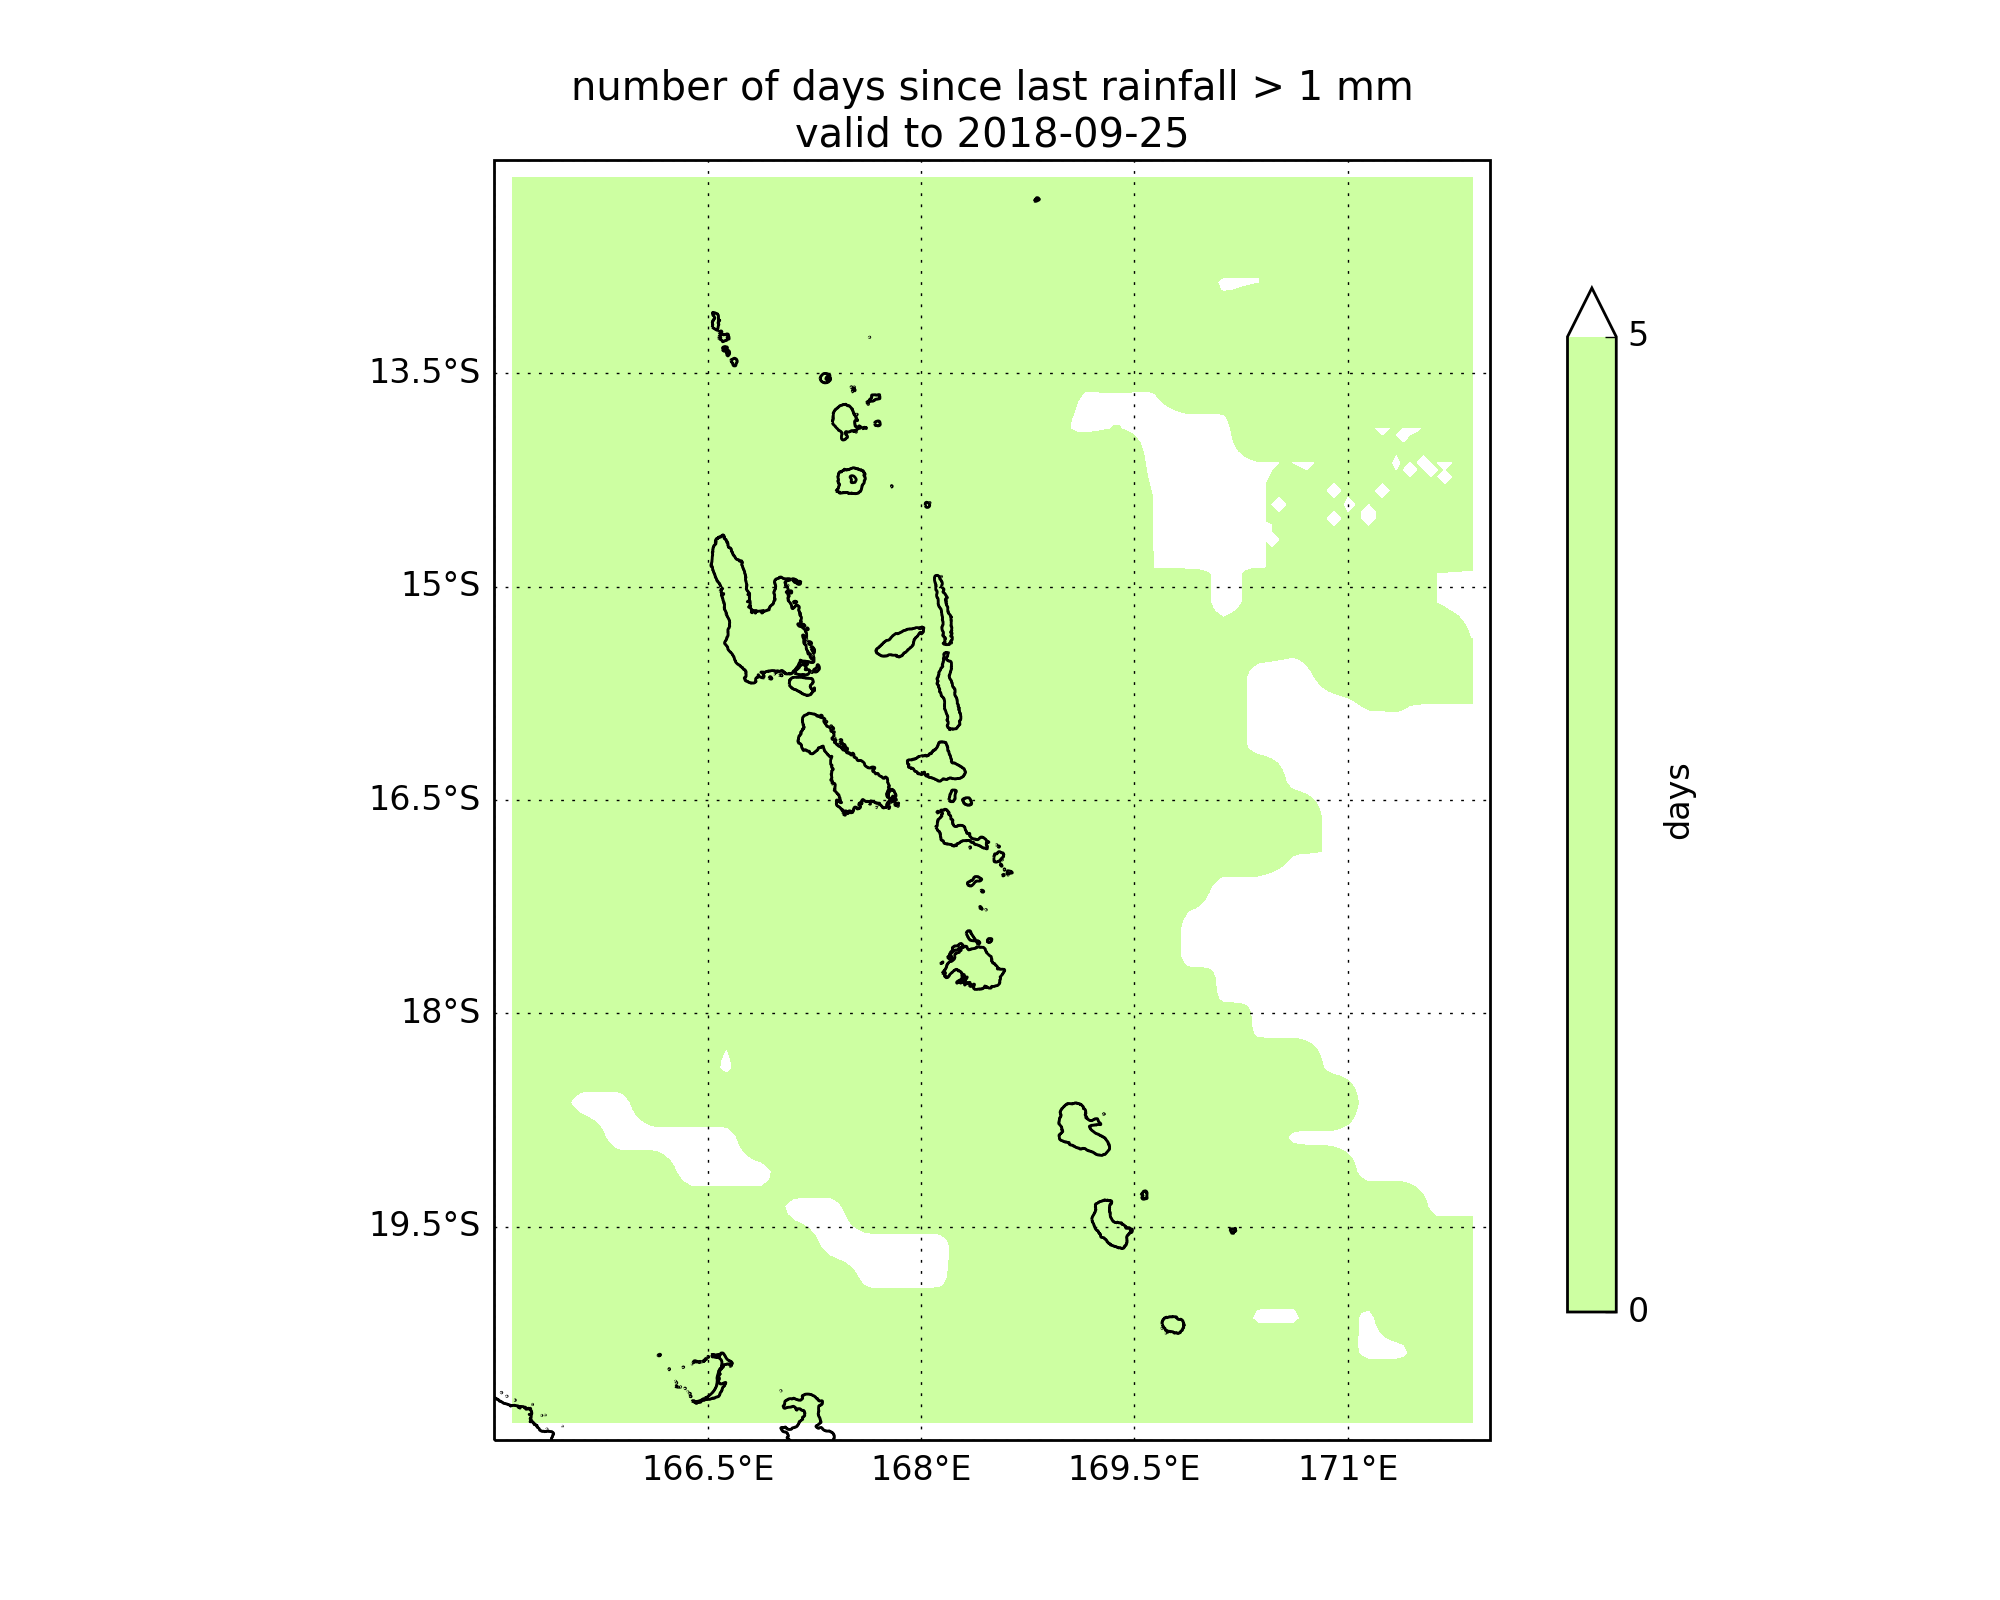 number of days since last rainfall > 1 mm
valid to 2018-09-25
13.5°S
15°S
16.5°S
18°S
19.5°S
166.5°E
168°E
169.5°E
171°E
5
0
days